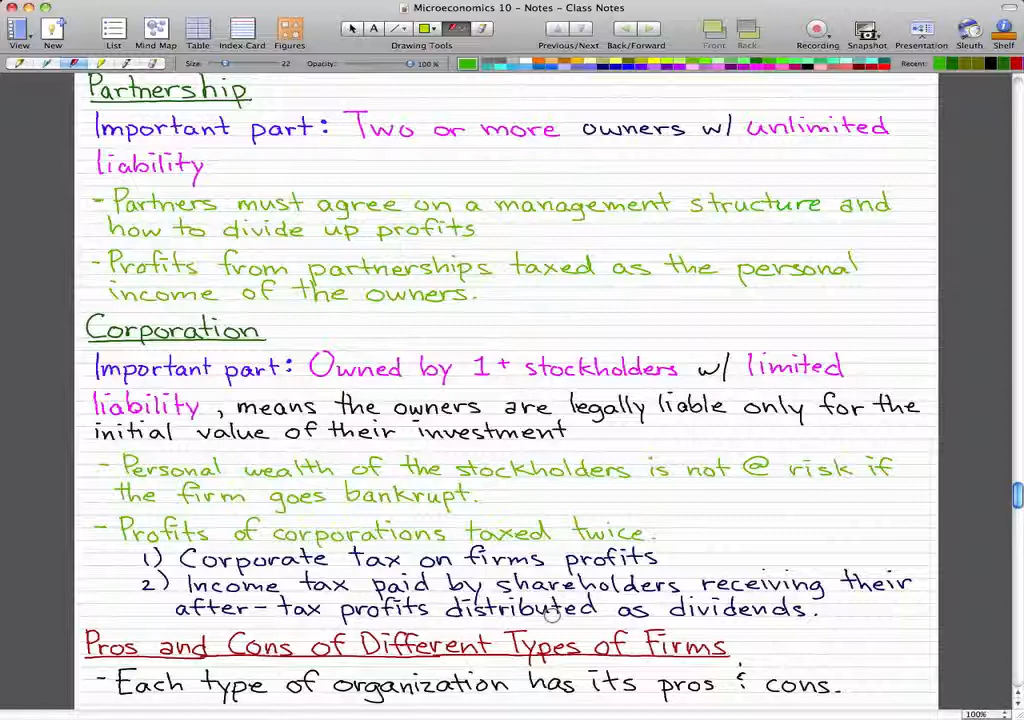 Microeconomics 10 - Notes - Class Notes
View New List Mind Map Table Index Card Figures Drawing Tools Previous/Next Back/Forward Front Back Recording Snapshot Presentation Sleuth Shelf
Size: 22 Opacity: 100 % Recent:
Partnership
Important part: Two or more owners w/ unlimited
liability
- Partners must agree on a management structure and
how to divide up profits
- Profits from partnerships taxed as the personal
income of the owners.
Corporation
Important part: Owned by 1+ stockholders w/ limited
liability, means the owners are legally liable only for the
initial value of their investment
- Personal wealth of the stockholders is not @ risk if
the firm goes bankrupt.
- Profits of corporations taxed twice.
1) Corporate tax on firms profits
2) Income tax paid by shareholders receiving their
after-tax profits distributed as dividends.
Pros and Cons of Different Types of Firms
- Each type of organization has its pros & cons.
100%